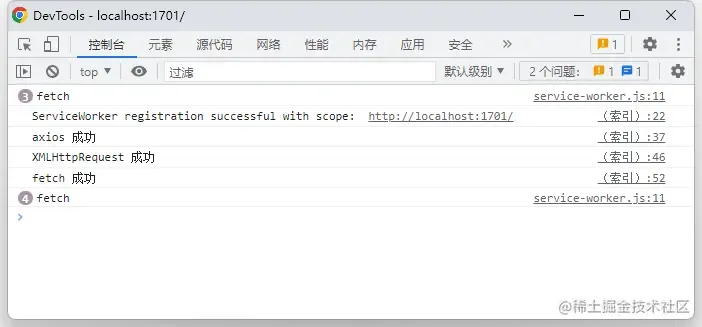 DevTools - localhost:1701/
控制台 元素 源代码 网络 性能 内存 应用 安全 » 1
top ▼ 过滤 默认级别 ▼ 2 个问题: 1 1
3 fetch service-worker.js:11
ServiceWorker registration successful with scope: http://localhost:1701/ (索引):22
axios 成功 (索引):37
XMLHttpRequest 成功 (索引):46
fetch 成功 (索引):52
4 fetch service-worker.js:11
>
@稀土掘金技术社区